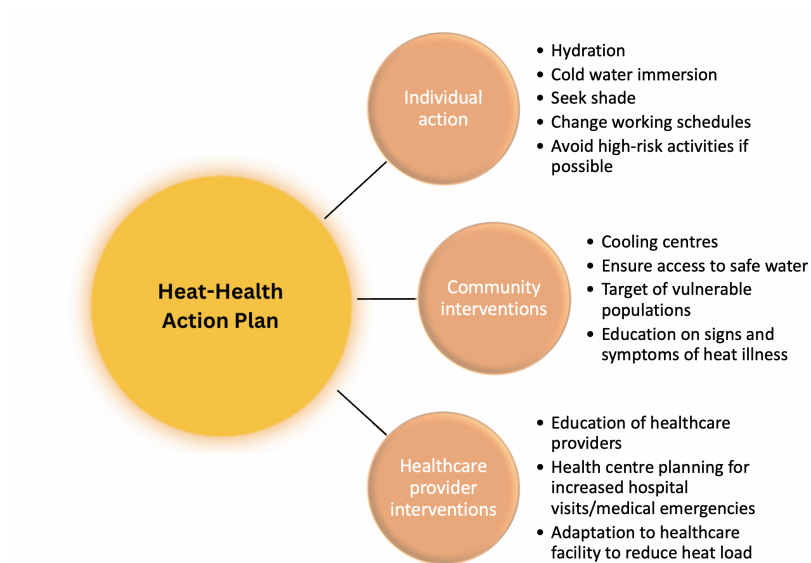 Heat-Health
Action Plan
Individual
action
• Hydration
• Cold water immersion
• Seek shade
• Change working schedules
• Avoid high-risk activities if
possible
Community
interventions
• Cooling centres
• Ensure access to safe water
• Target of vulnerable
populations
• Education on signs and
symptoms of heat illness
Healthcare
provider
interventions
• Education of healthcare
providers
• Health centre planning for
increased hospital
visits/medical emergencies
• Adaptation to healthcare
facility to reduce heat load